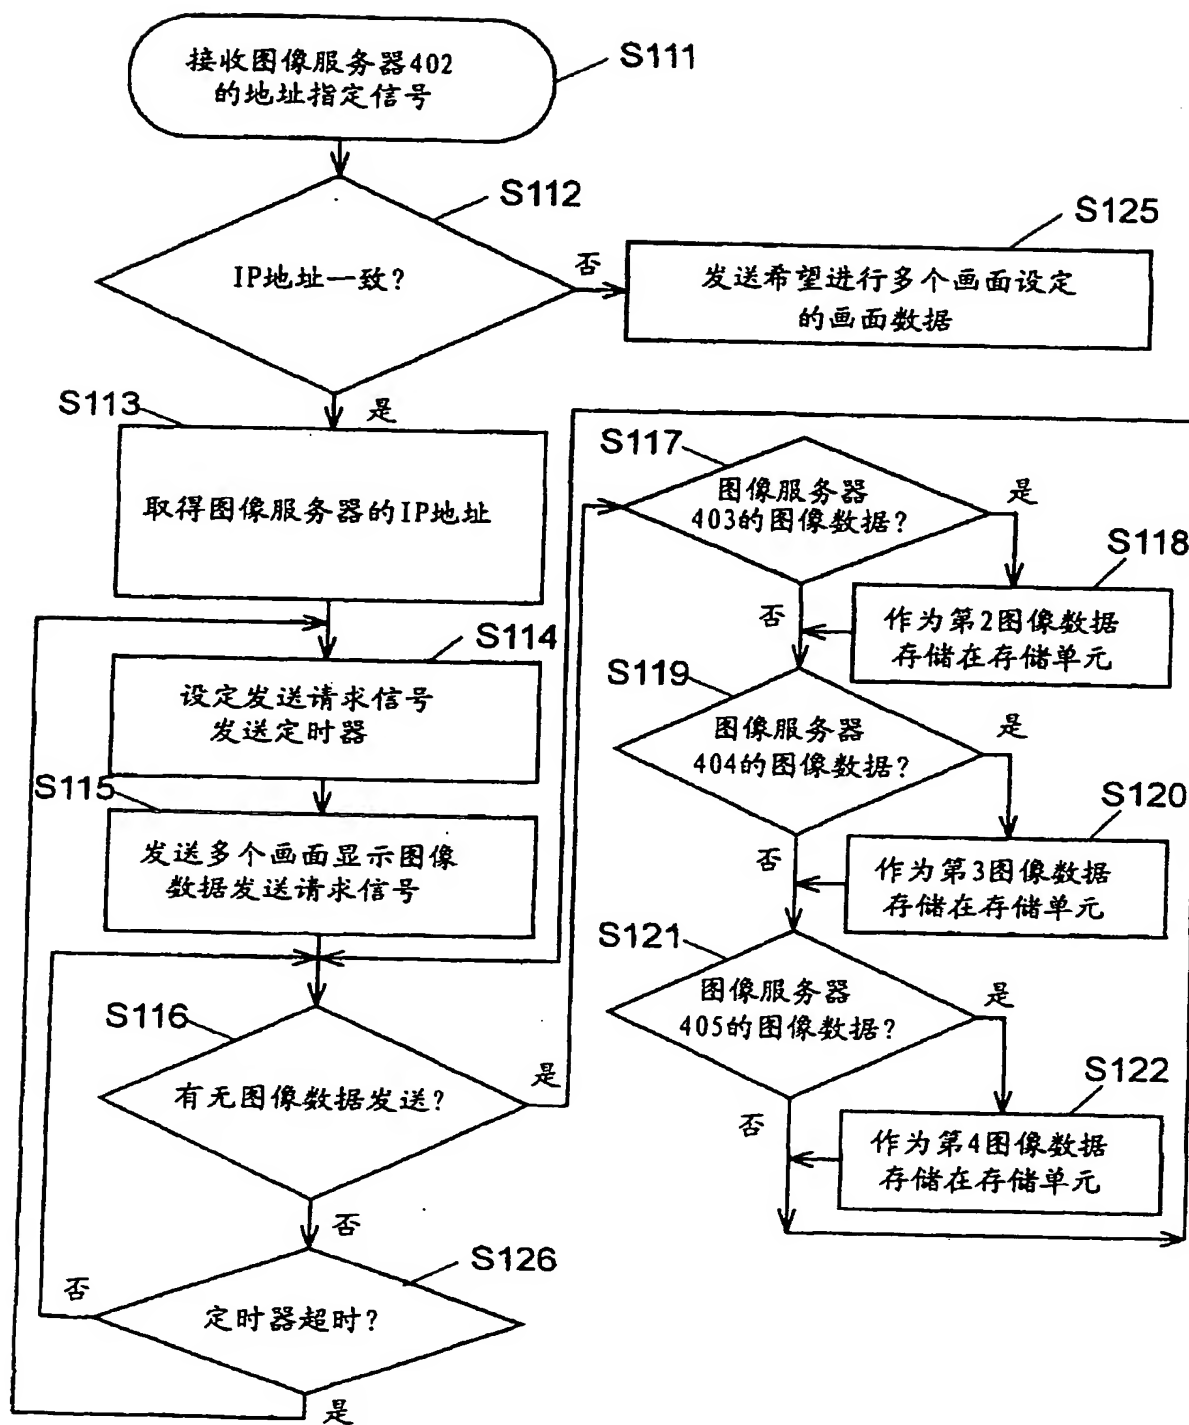 接收图像服务器402
的地址指定信号
S111
S112
IP地址一致?
否
S125
发送希望进行多个画面设定
的画面数据
是
S113
取得图像服务器的IP地址
S114
设定发送请求信号
发送定时器
S115
发送多个画面显示图像
数据发送请求信号
S116
有无图像数据发送?
是
否
S126
定时器超时?
否
是
S117
图像服务器
403的图像数据?
是
S118
作为第2图像数据
存储在存储单元
否
S119
图像服务器
404的图像数据?
是
S120
作为第3图像数据
存储在存储单元
否
S121
图像服务器
405的图像数据?
是
S122
作为第4图像数据
存储在存储单元
否